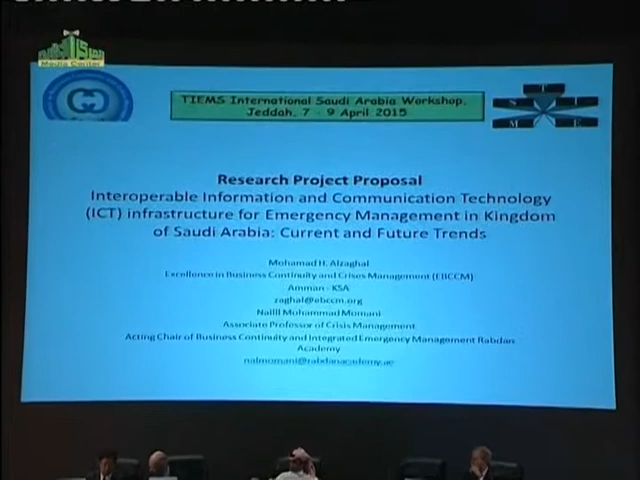 Media Center
TIEMS International Saudi Arabia Workshop,
Jeddah, 7 - 9 April 2015
T I E M S
Research Project Proposal
Interoperable Information and Communication Technology
(ICT) infrastructure for Emergency Management in Kingdom
of Saudi Arabia: Current and Future Trends
Mohamad H. Alzaghal
Excellence in Business Continuity and Crises Management (EBCCM)
Amman - KSA
zaghal@ebccm.org
Naill Mohammad Momani
Associate Professor of Crisis Management
Acting Chair of Business Continuity and Integrated Emergency Management Rabdan
Academy
nalmomani@rabdanacademy.ae